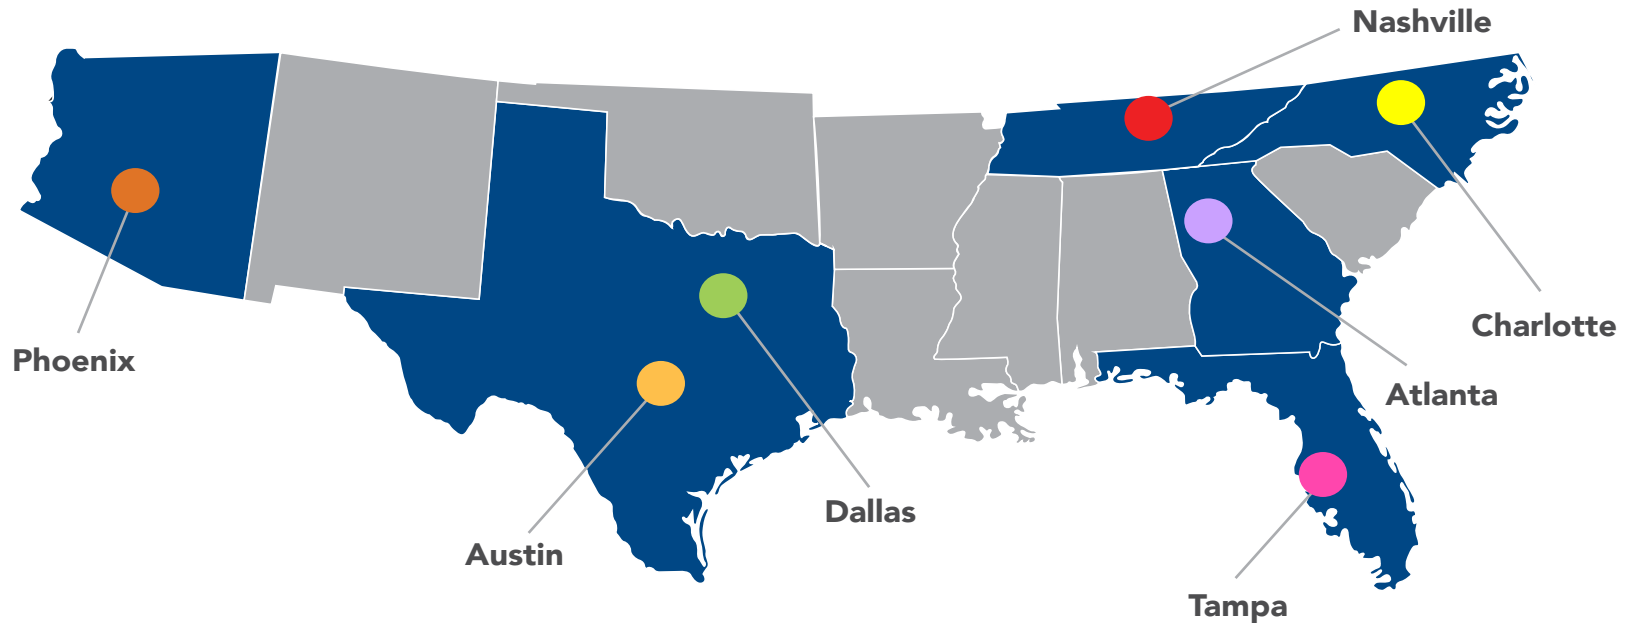 Nashville
Charlotte
Phoenix
Atlanta
Dallas
Austin
Tampa